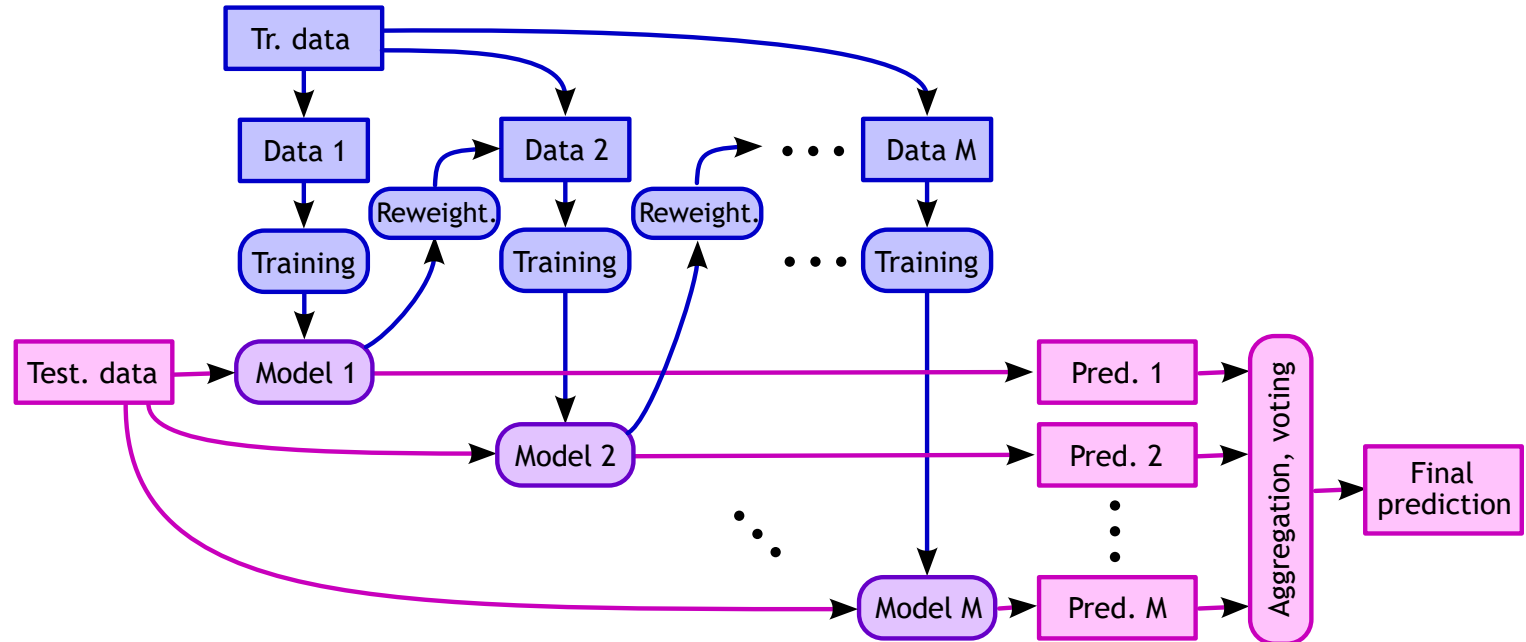 Tr. data
Data 1
Data 2
Data M
Reweight.
Reweight.
Training
Training
Training
Test. data
Model 1
Pred. 1
Model 2
Pred. 2
Aggregation, voting
Final
prediction
Model M
Pred. M